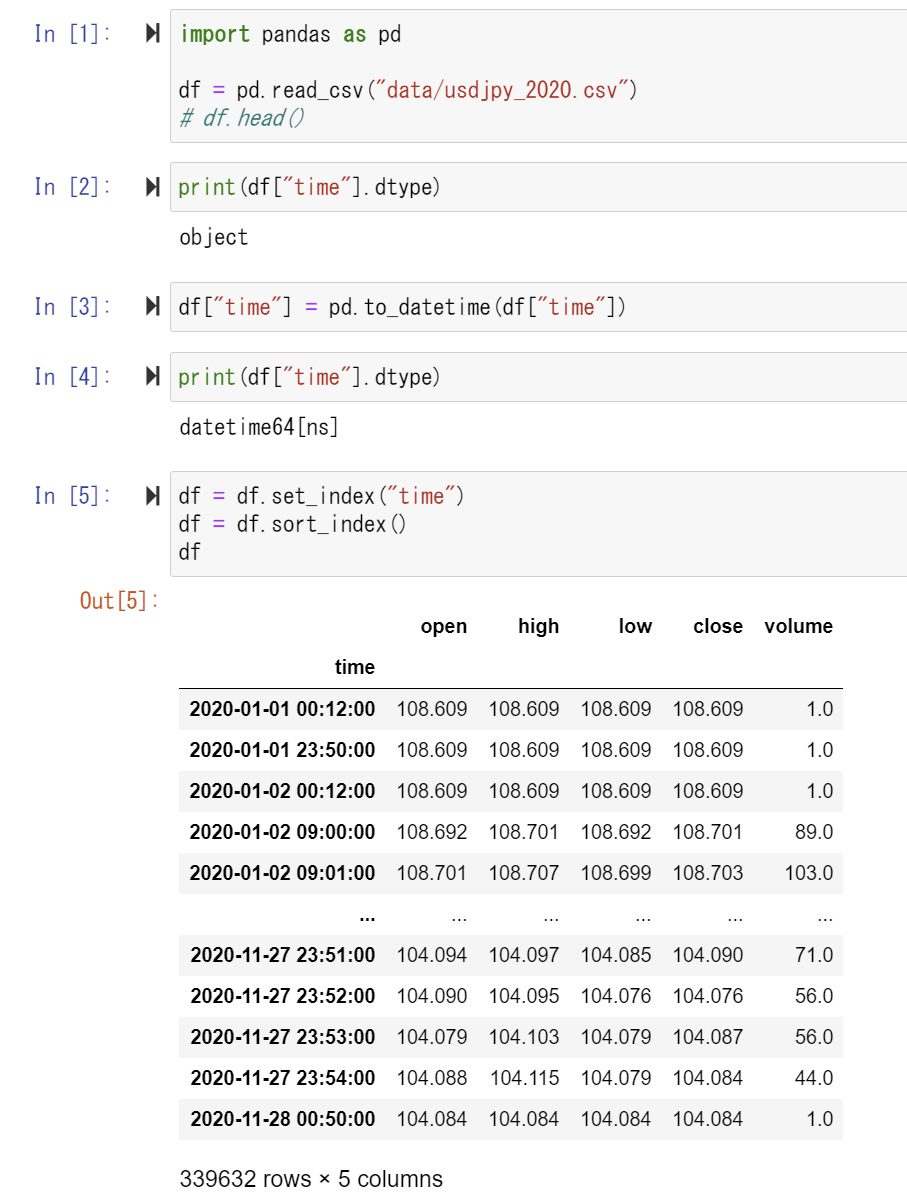 In [1]: import pandas as pd
df = pd.read_csv("data/usdjpy_2020.csv")
# df.head()
In [2]: print(df["time"].dtype)
object
In [3]: df["time"] = pd.to_datetime(df["time"])
In [4]: print(df["time"].dtype)
datetime64[ns]
In [5]: df = df.set_index("time")
df = df.sort_index()
df
Out[5]:
open high low close volume
time
2020-01-01 00:12:00 108.609 108.609 108.609 108.609 1.0
2020-01-01 23:50:00 108.609 108.609 108.609 108.609 1.0
2020-01-02 00:12:00 108.609 108.609 108.609 108.609 1.0
2020-01-02 09:00:00 108.692 108.701 108.692 108.701 89.0
2020-01-02 09:01:00 108.701 108.707 108.699 108.703 103.0
... ... ... ... ... ...
2020-11-27 23:51:00 104.094 104.097 104.085 104.090 71.0
2020-11-27 23:52:00 104.090 104.095 104.076 104.076 56.0
2020-11-27 23:53:00 104.079 104.103 104.079 104.087 56.0
2020-11-27 23:54:00 104.088 104.115 104.079 104.084 44.0
2020-11-28 00:50:00 104.084 104.084 104.084 104.084 1.0
339632 rows × 5 columns